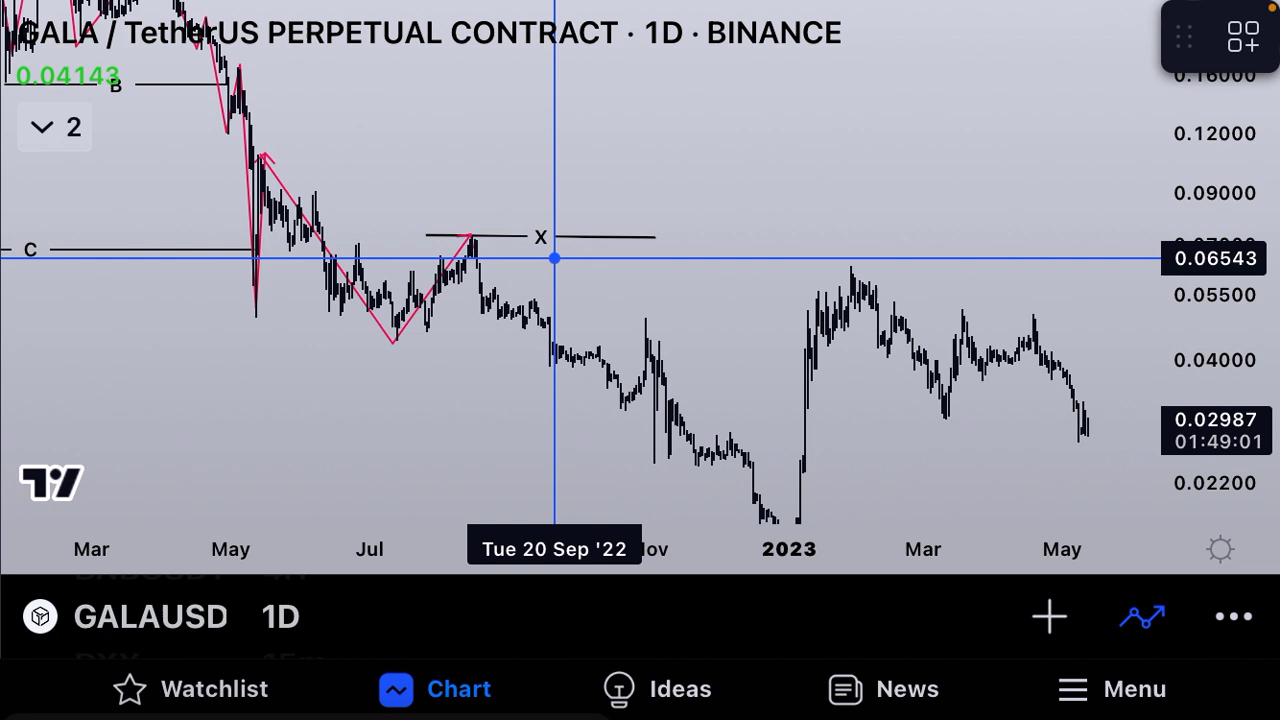 GALA / TetherUS PERPETUAL CONTRACT · 1D · BINANCE
0.04143
B
2
C
X
0.16000
0.12000
0.09000
0.06543
0.05500
0.04000
0.02987
01:49:01
0.02200
Mar May Jul Tue 20 Sep '22 2023 Mar May
GALAUSD 1D
Watchlist Chart Ideas News Menu